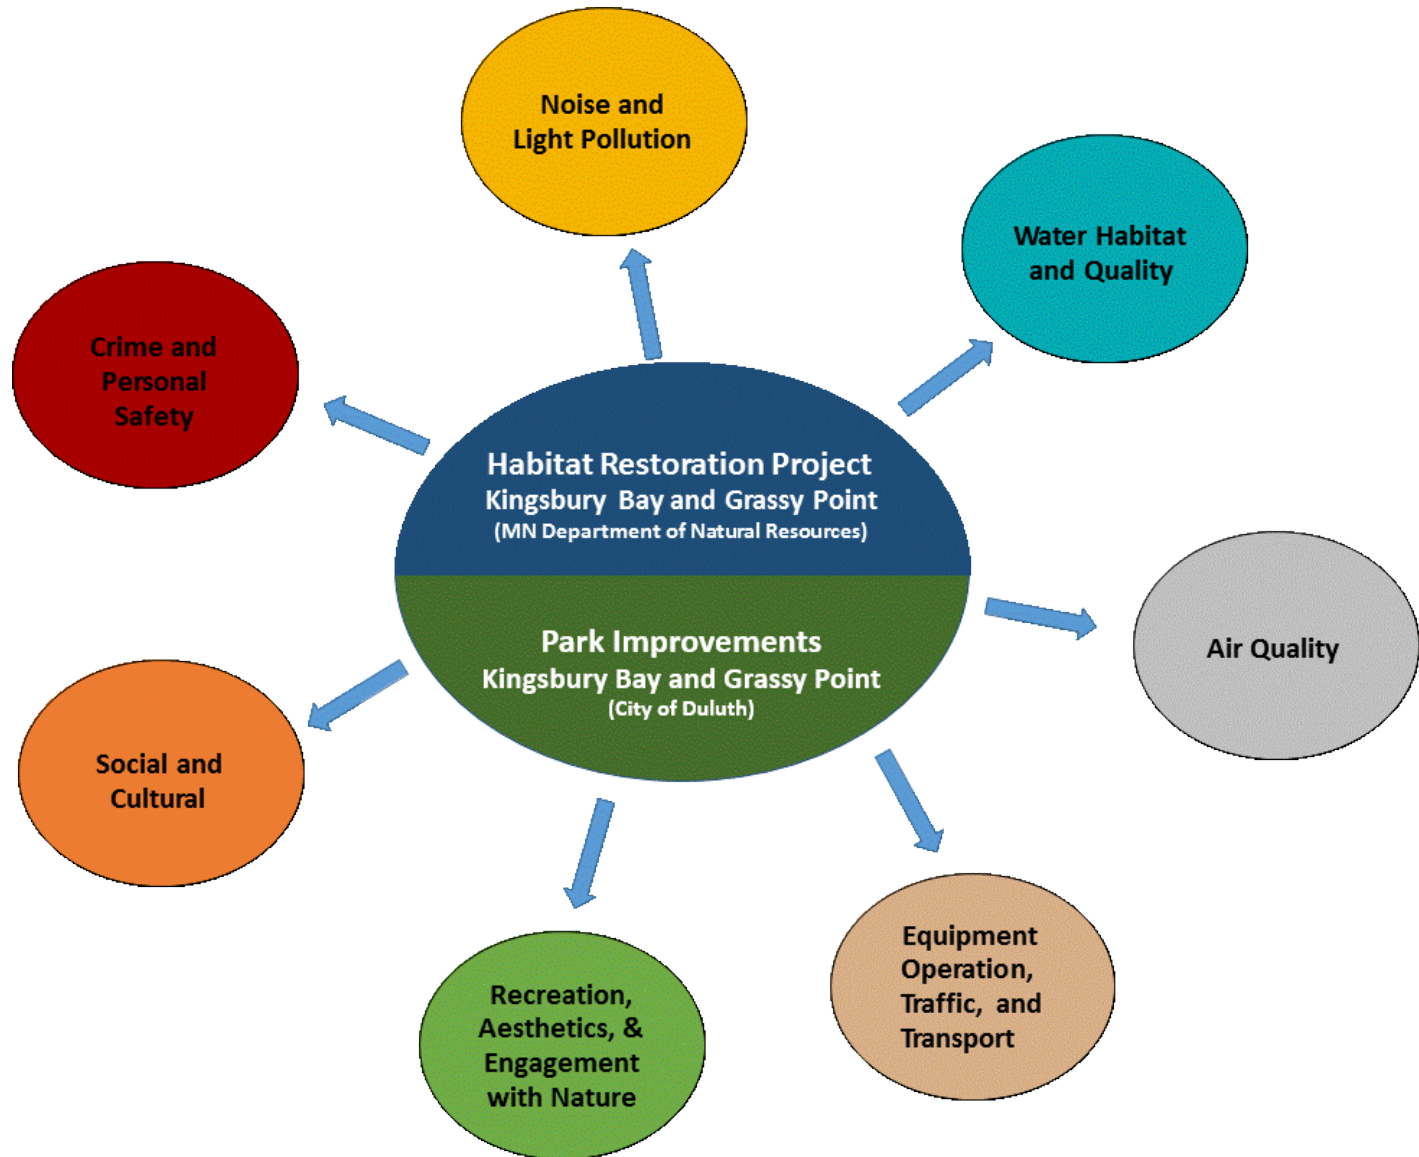 Noise and
Light Pollution
Water Habitat
and Quality
Crime and
Personal
Safety
Habitat Restoration Project
Kingsbury Bay and Grassy Point
(MN Department of Natural Resources)
Park Improvements
Kingsbury Bay and Grassy Point
(City of Duluth)
Air Quality
Social and
Cultural
Equipment
Operation,
Traffic, and
Transport
Recreation,
Aesthetics, &
Engagement
with Nature